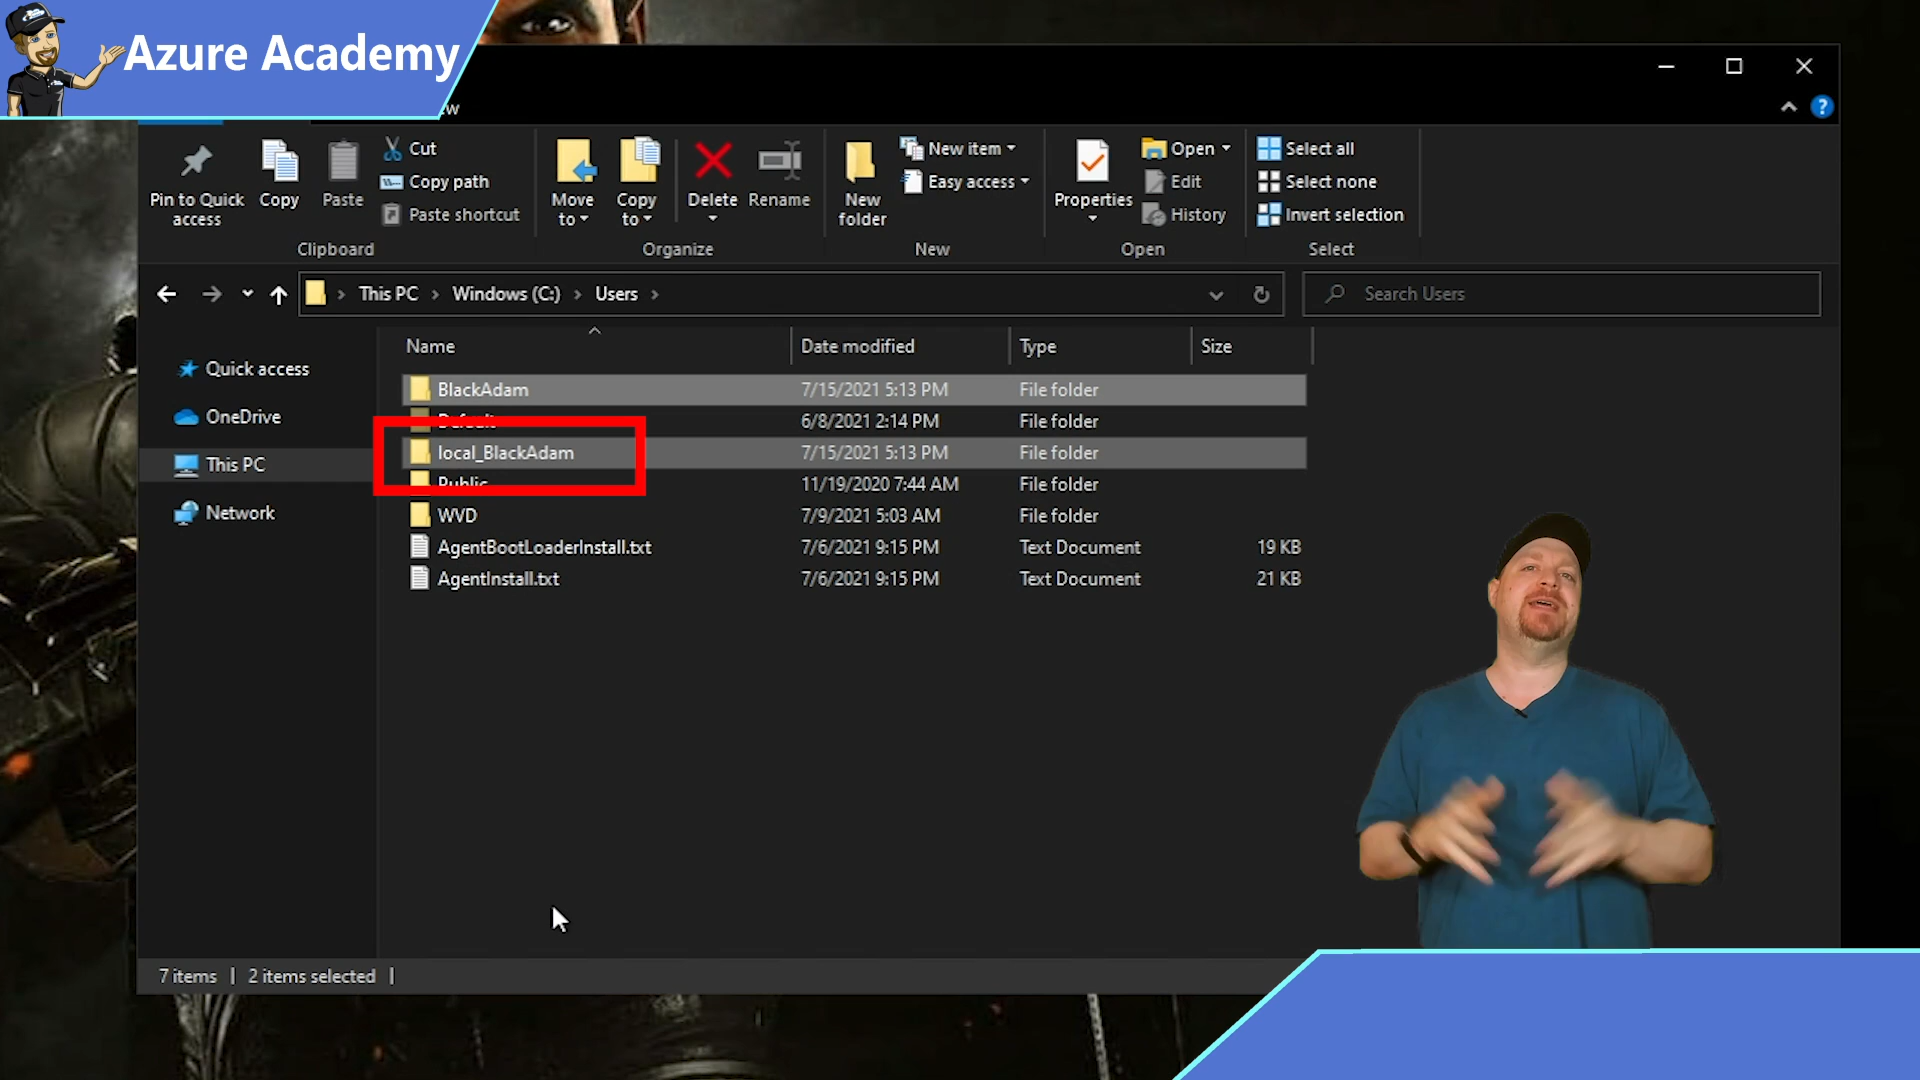 Azure Academy
Pin to Quick access
Copy
Paste
Cut
Copy path
Paste shortcut
Clipboard
Move to
Copy to
Delete
Rename
Organize
New folder
New item
Easy access
New
Properties
Open
Edit
History
Open
Select all
Select none
Invert selection
Select
This PC > Windows (C:) > Users >
Search Users
Quick access
OneDrive
This PC
Network
Name Date modified Type Size
BlackAdam 7/15/2021 5:13 PM File folder
Default 6/8/2021 2:14 PM File folder
local_BlackAdam 7/15/2021 5:13 PM File folder
Public 11/19/2020 7:44 AM File folder
WVD 7/9/2021 5:03 AM File folder
AgentBootLoaderInstall.txt 7/6/2021 9:15 PM Text Document 19 KB
AgentInstall.txt 7/6/2021 9:15 PM Text Document 21 KB
7 items | 2 items selected |